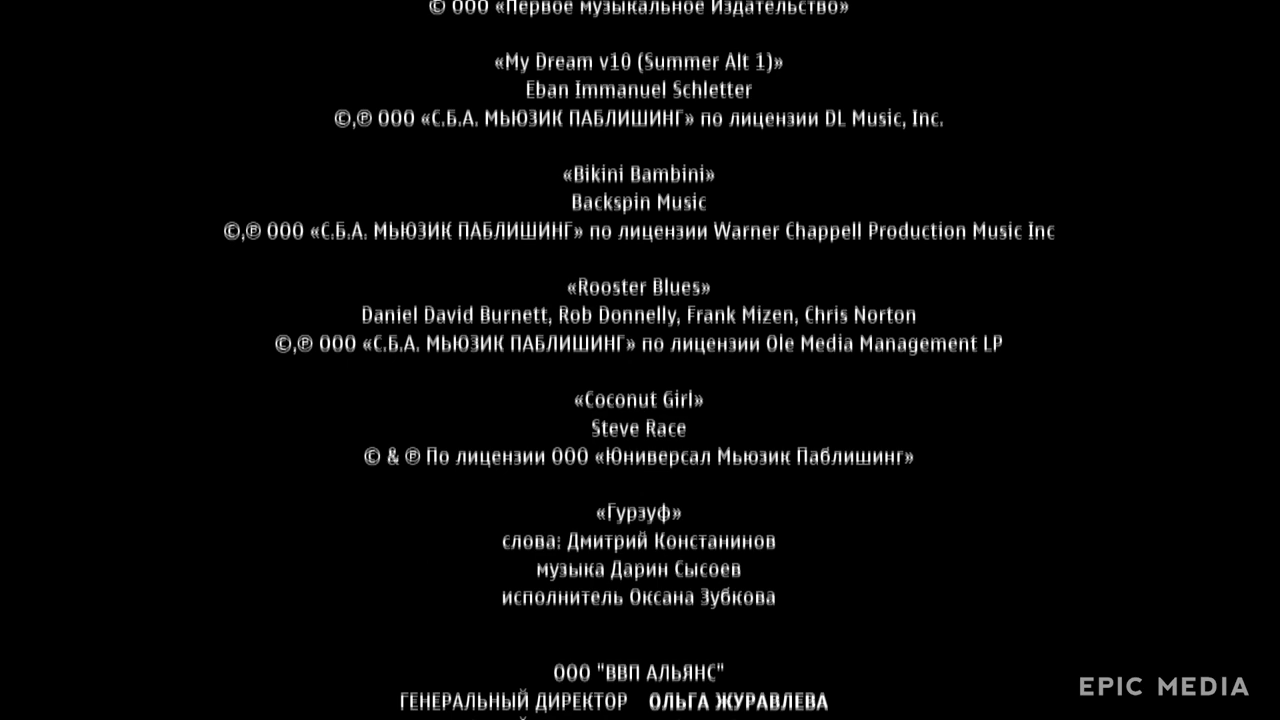 © ООО «Первое музыкальное Издательство»
«My Dream v10 (Summer Alt 1)»
Eban Immanuel Schletter
©,℗ ООО «С.Б.А. МЬЮЗИК ПАБЛИШИНГ» по лицензии DL Music, Inc.
«Bikini Bambini»
Backspin Music
©,℗ ООО «С.Б.А. МЬЮЗИК ПАБЛИШИНГ» по лицензии Warner Chappell Production Music Inc
«Rooster Blues»
Daniel David Burnett, Rob Donnelly, Frank Mizen, Chris Norton
©,℗ ООО «С.Б.А. МЬЮЗИК ПАБЛИШИНГ» по лицензии Ole Media Management LP
«Coconut Girl»
Steve Race
© & ℗ По лицензии ООО «Юниверсал Мьюзик Паблишинг»
«Гурзуф»
слова: Дмитрий Констанинов
музыка Дарин Сысоев
исполнитель Оксана Зубкова
ООО "ВВП АЛЬЯНС"
ГЕНЕРАЛЬНЫЙ ДИРЕКТОР ОЛЬГА ЖУРАВЛЕВА
EPIC MEDIA